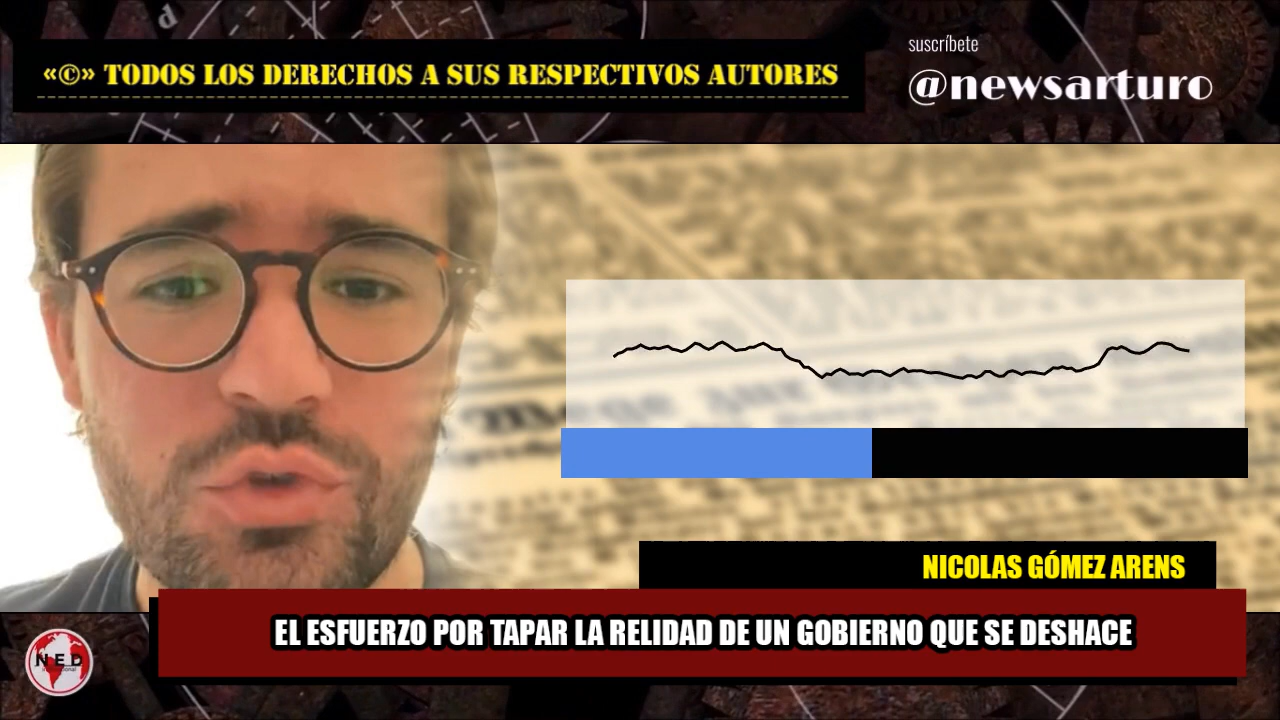 «©» TODOS LOS DERECHOS A SUS RESPECTIVOS AUTORES
suscríbete
@newsarturo
NICOLAS GÓMEZ ARENS
EL ESFUERZO POR TAPAR LA RELIDAD DE UN GOBIERNO QUE SE DESHACE
NED